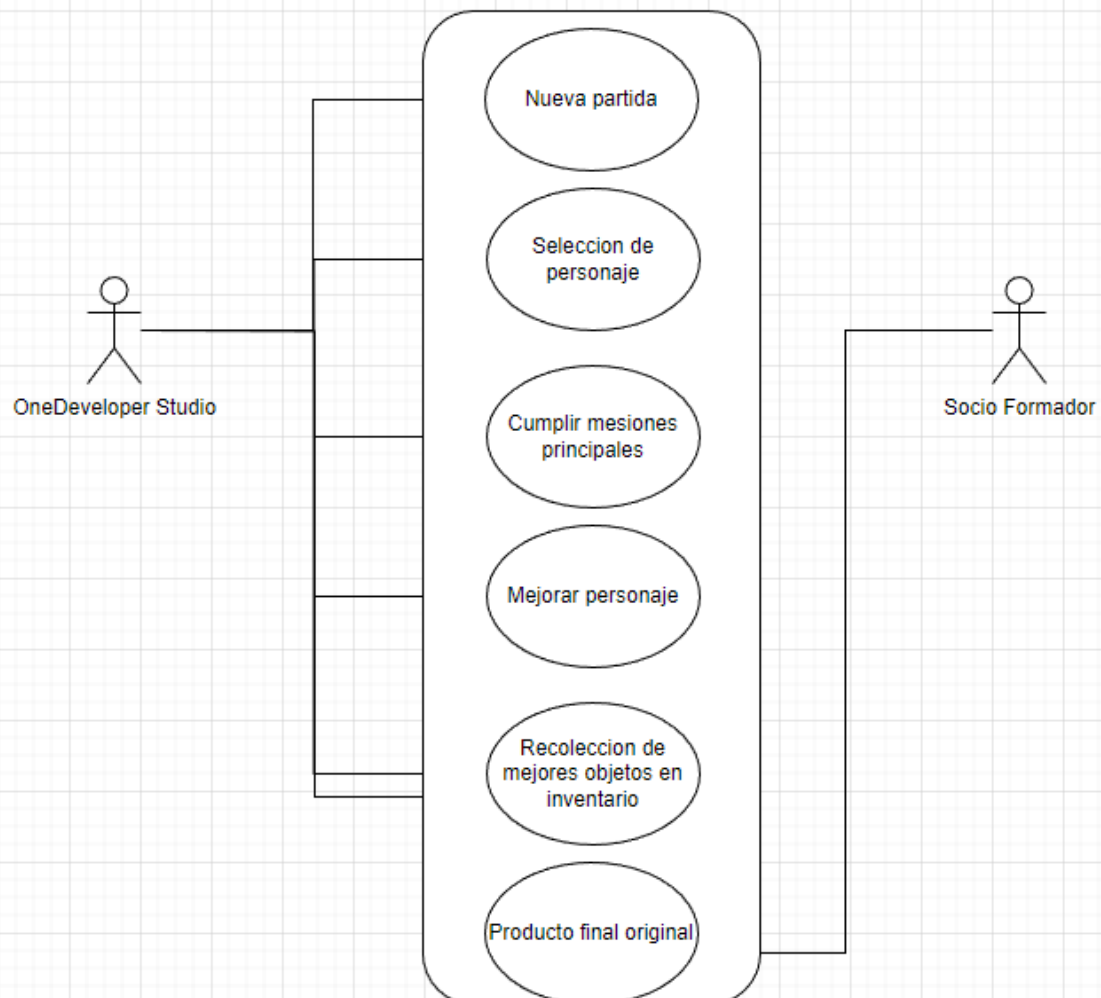 Nueva partida
Seleccion de
personaje
OneDeveloper Studio
Socio Formador
Cumplir mesiones
principales
Mejorar personaje
Recoleccion de
mejores objetos en
inventario
Producto final original